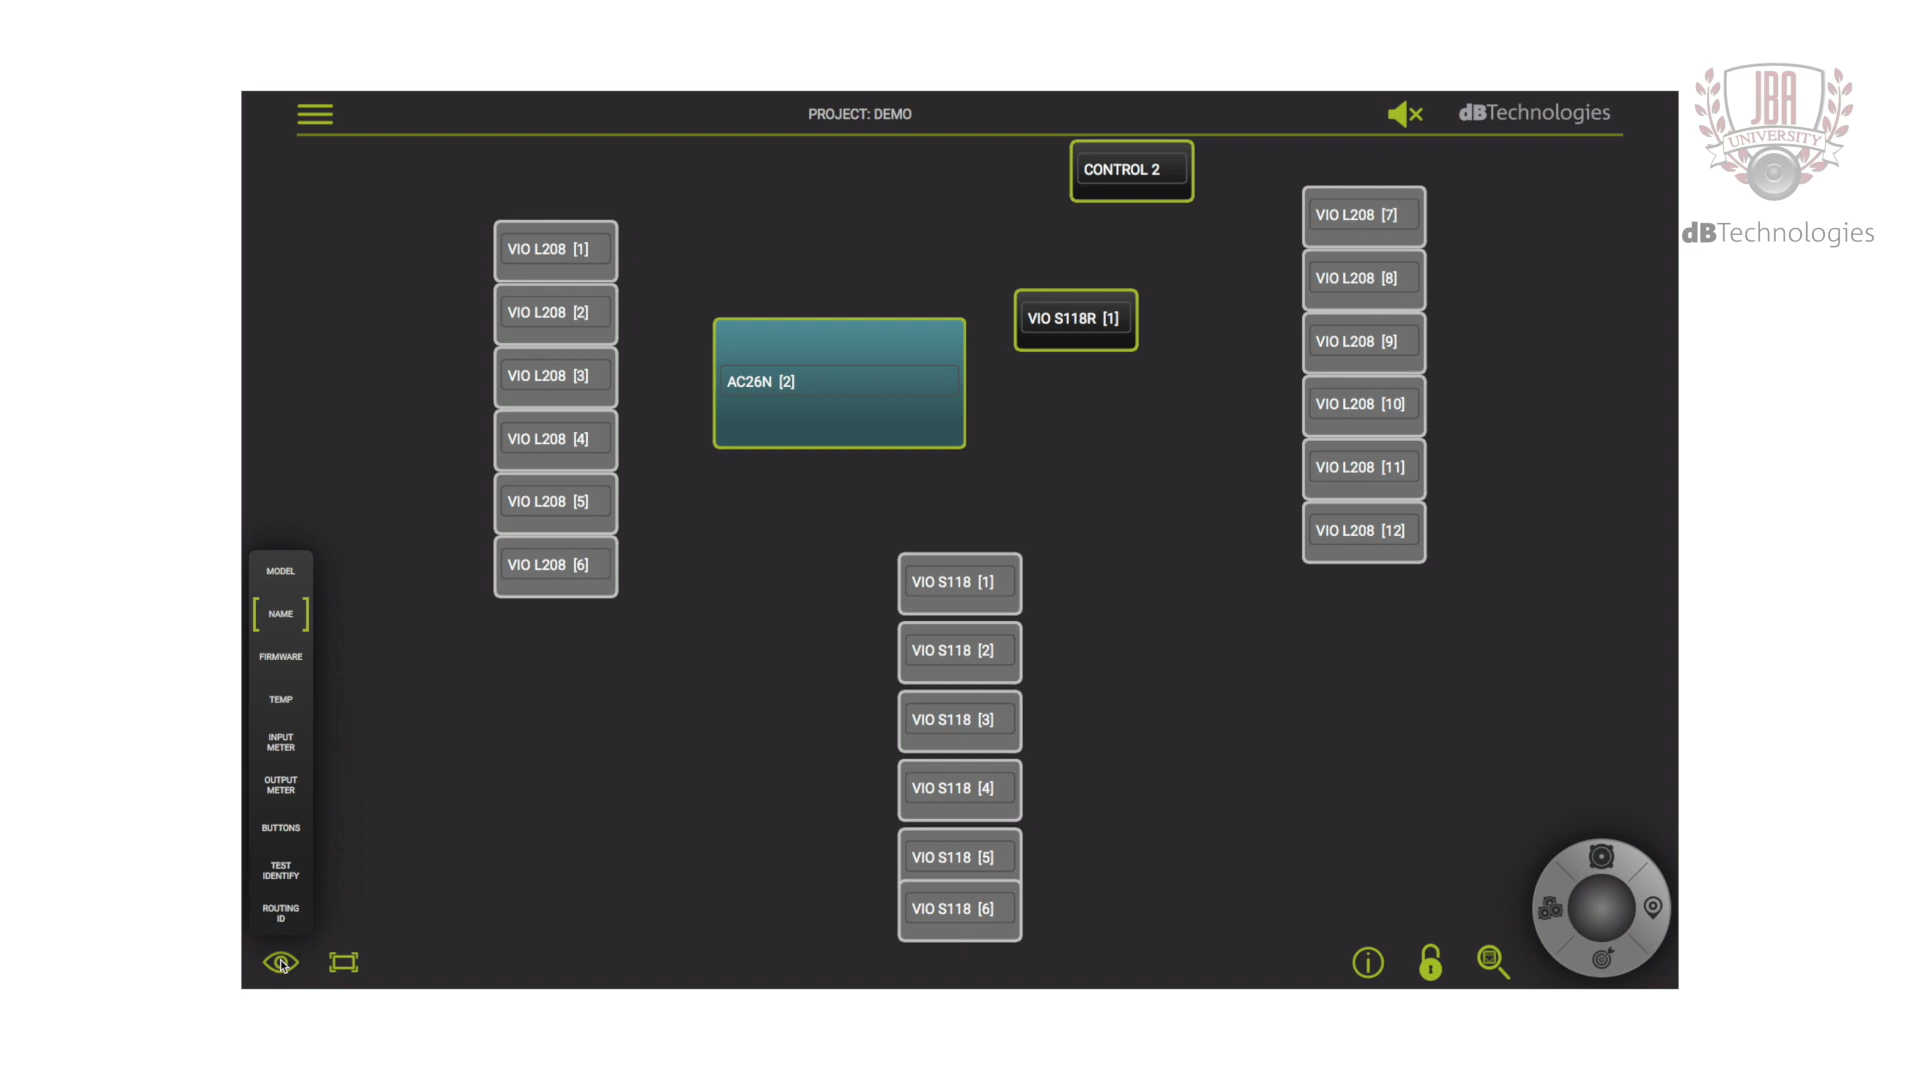 PROJECT: DEMO
dBTechnologies
JBA
UNIVERSITY
dBTechnologies
CONTROL 2
VIO L208 [1]
VIO L208 [2]
VIO L208 [3]
VIO L208 [4]
VIO L208 [5]
VIO L208 [6]
AC26N [2]
VIO S118R [1]
VIO L208 [7]
VIO L208 [8]
VIO L208 [9]
VIO L208 [10]
VIO L208 [11]
VIO L208 [12]
VIO S118 [1]
VIO S118 [2]
VIO S118 [3]
VIO S118 [4]
VIO S118 [5]
VIO S118 [6]
MODEL
NAME
FIRMWARE
TEMP
INPUT
METER
OUTPUT
METER
BUTTONS
TEST
IDENTIFY
ROUTING
ID